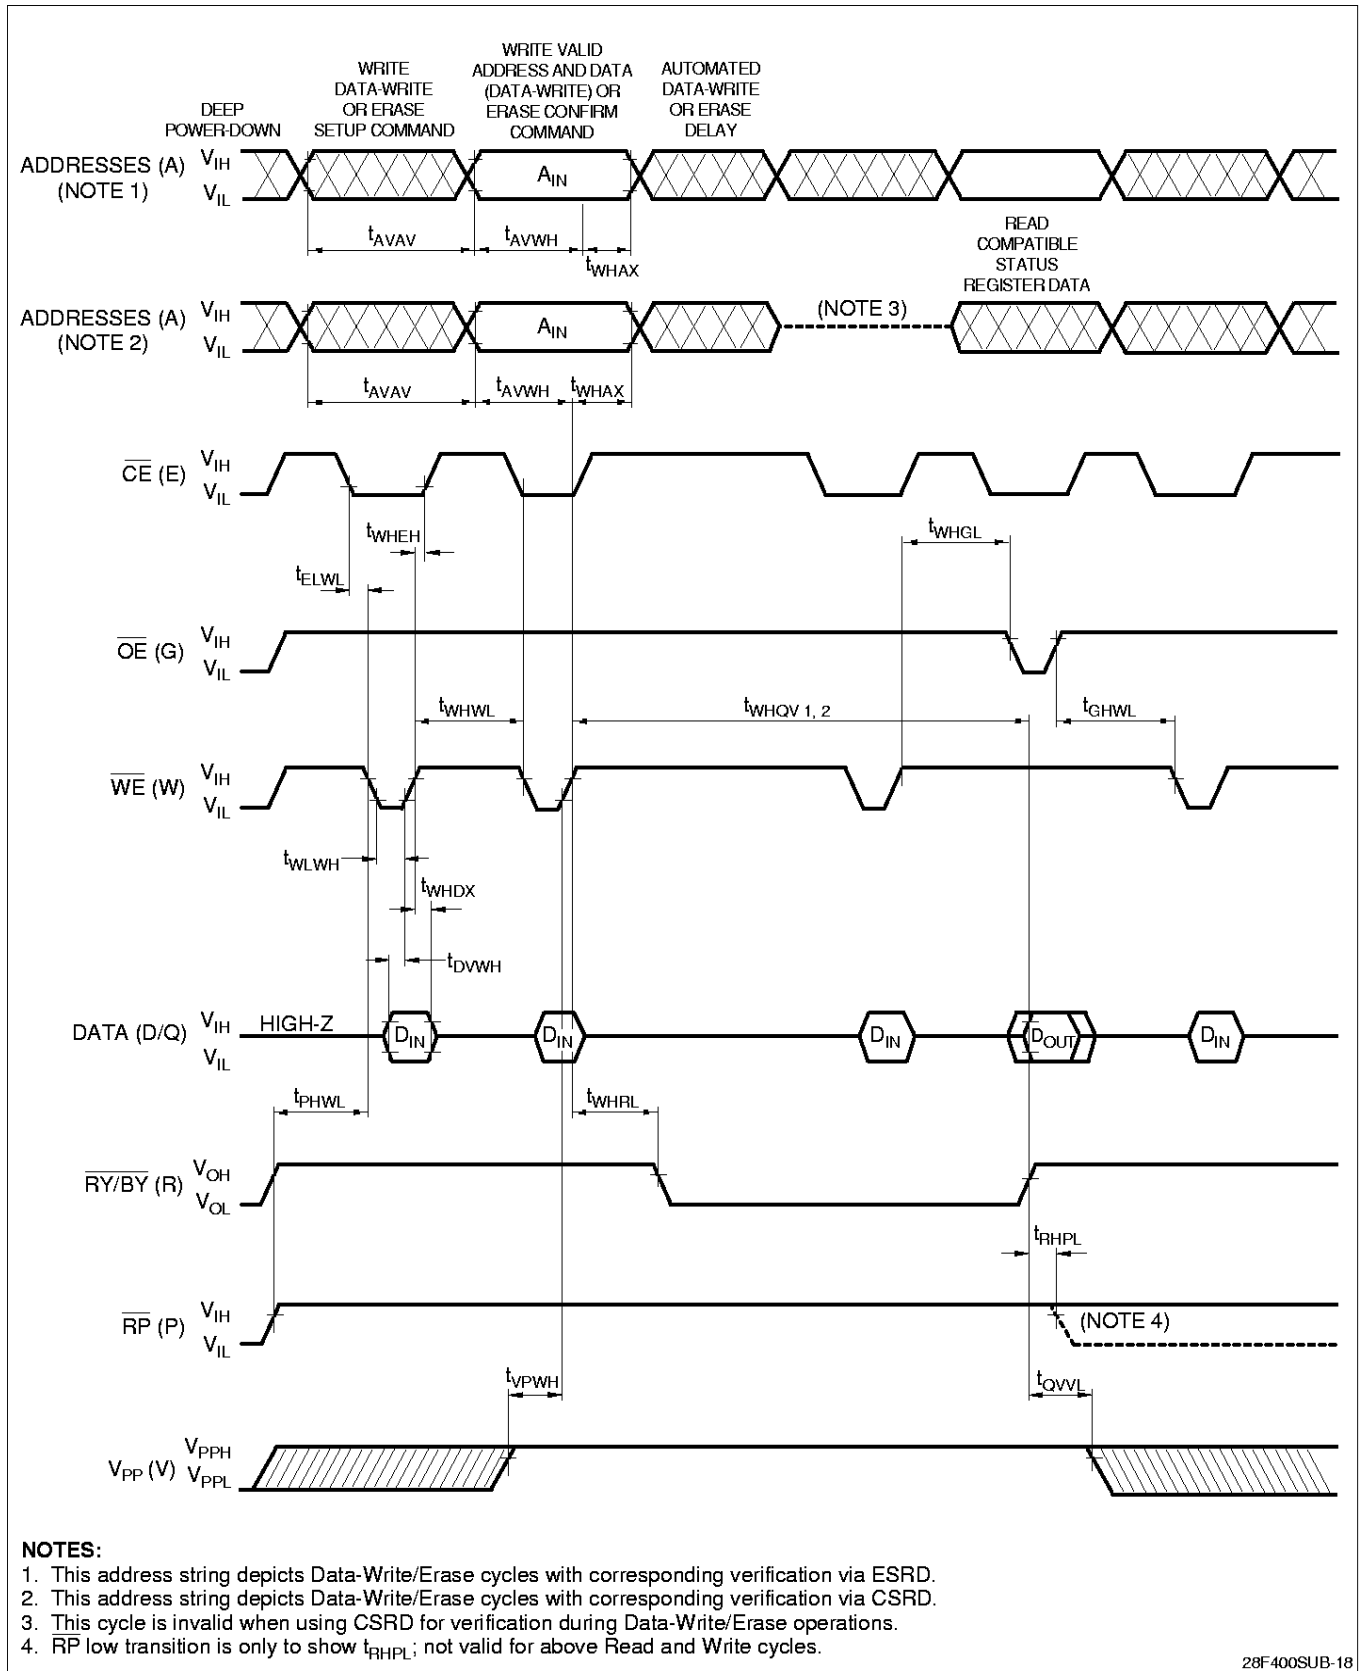 DEEP
POWER-DOWN
WRITE
DATA-WRITE
OR ERASE
SETUP COMMAND
WRITE VALID
ADDRESS AND DATA
(DATA-WRITE) OR
ERASE CONFIRM
COMMAND
AUTOMATED
DATA-WRITE
OR ERASE
DELAY
ADDRESSES (A)
(NOTE 1)
VIH
VIL
AIN
tAVAV
tAVWH
tWHAX
READ
COMPATIBLE
STATUS
REGISTER DATA
ADDRESSES (A)
(NOTE 2)
VIH
VIL
AIN
(NOTE 3)
tAVAV
tAVWH
tWHAX
CE (E)
VIH
VIL
tWHEH
tWHGL
tELWL
OE (G)
VIH
VIL
tWHWL
tWHQV 1, 2
tGHWL
WE (W)
VIH
VIL
tWLWH
tWHDX
tDVWH
DATA (D/Q)
VIH
VIL
HIGH-Z
DIN
DIN
DIN
DOUT
DIN
tPHWL
tWHRL
RY/BY (R)
VOH
VOL
tRHPL
RP (P)
VIH
VIL
(NOTE 4)
tVPWH
tQVVL
VPP (V)
VPPH
VPPL
NOTES:
1. This address string depicts Data-Write/Erase cycles with corresponding verification via ESRD.
2. This address string depicts Data-Write/Erase cycles with corresponding verification via CSRD.
3. This cycle is invalid when using CSRD for verification during Data-Write/Erase operations.
4. RP low transition is only to show tRHPL; not valid for above Read and Write cycles.
28F400SUB-18